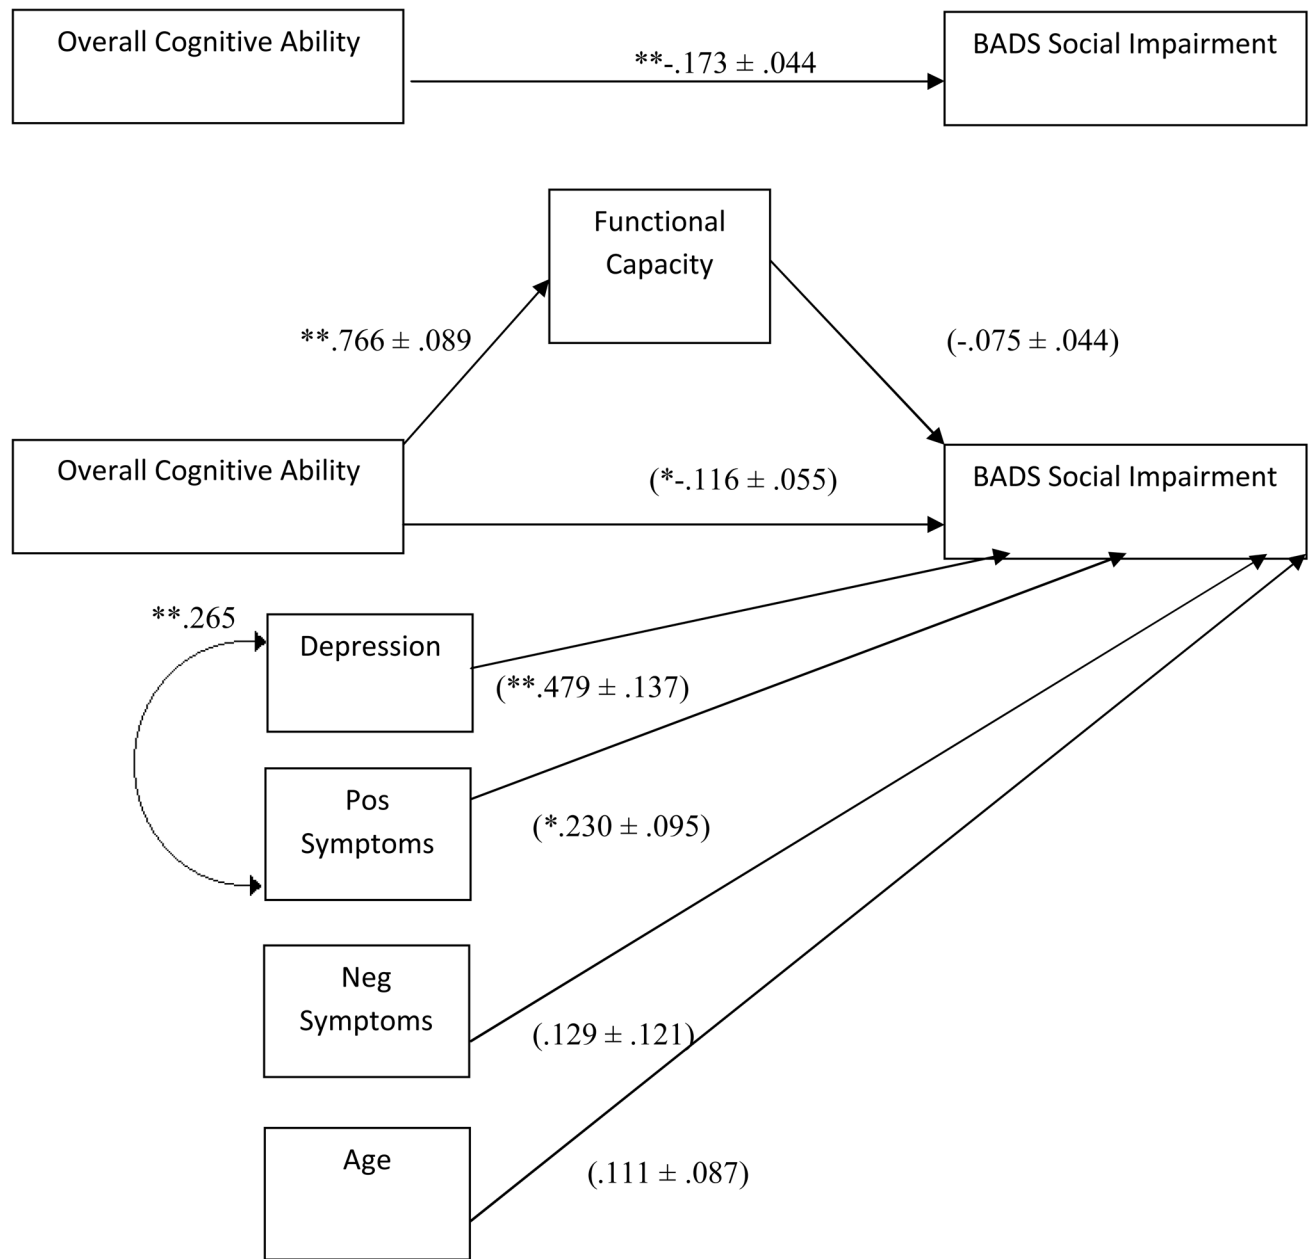 Overall Cognitive Ability
BADS Social Impairment
**-.173 ± .044
Functional
Capacity
**.766 ± .089
(-.075 ± .044)
Overall Cognitive Ability
(*-.116 ± .055)
BADS Social Impairment
**.265
Depression
(**.479 ± .137)
Pos
Symptoms
(*.230 ± .095)
Neg
Symptoms
(.129 ± .121)
Age
(.111 ± .087)